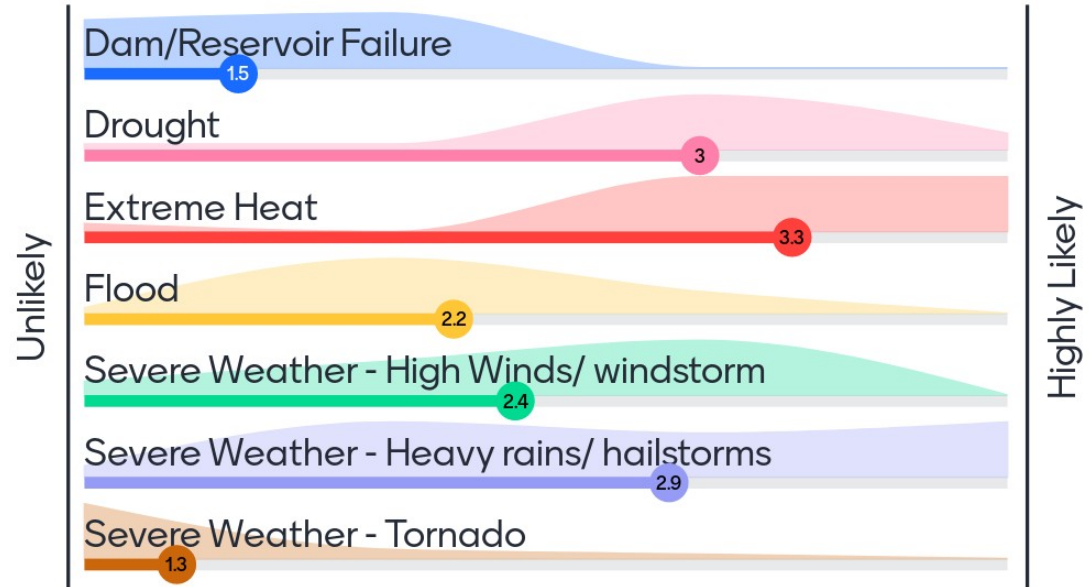 Unlikely
Dam/Reservoir Failure
1.5
Drought
3
Extreme Heat
3.3
Flood
2.2
Severe Weather - High Winds/ windstorm
2.4
Severe Weather - Heavy rains/ hailstorms
2.9
Severe Weather - Tornado
1.3
Highly Likely